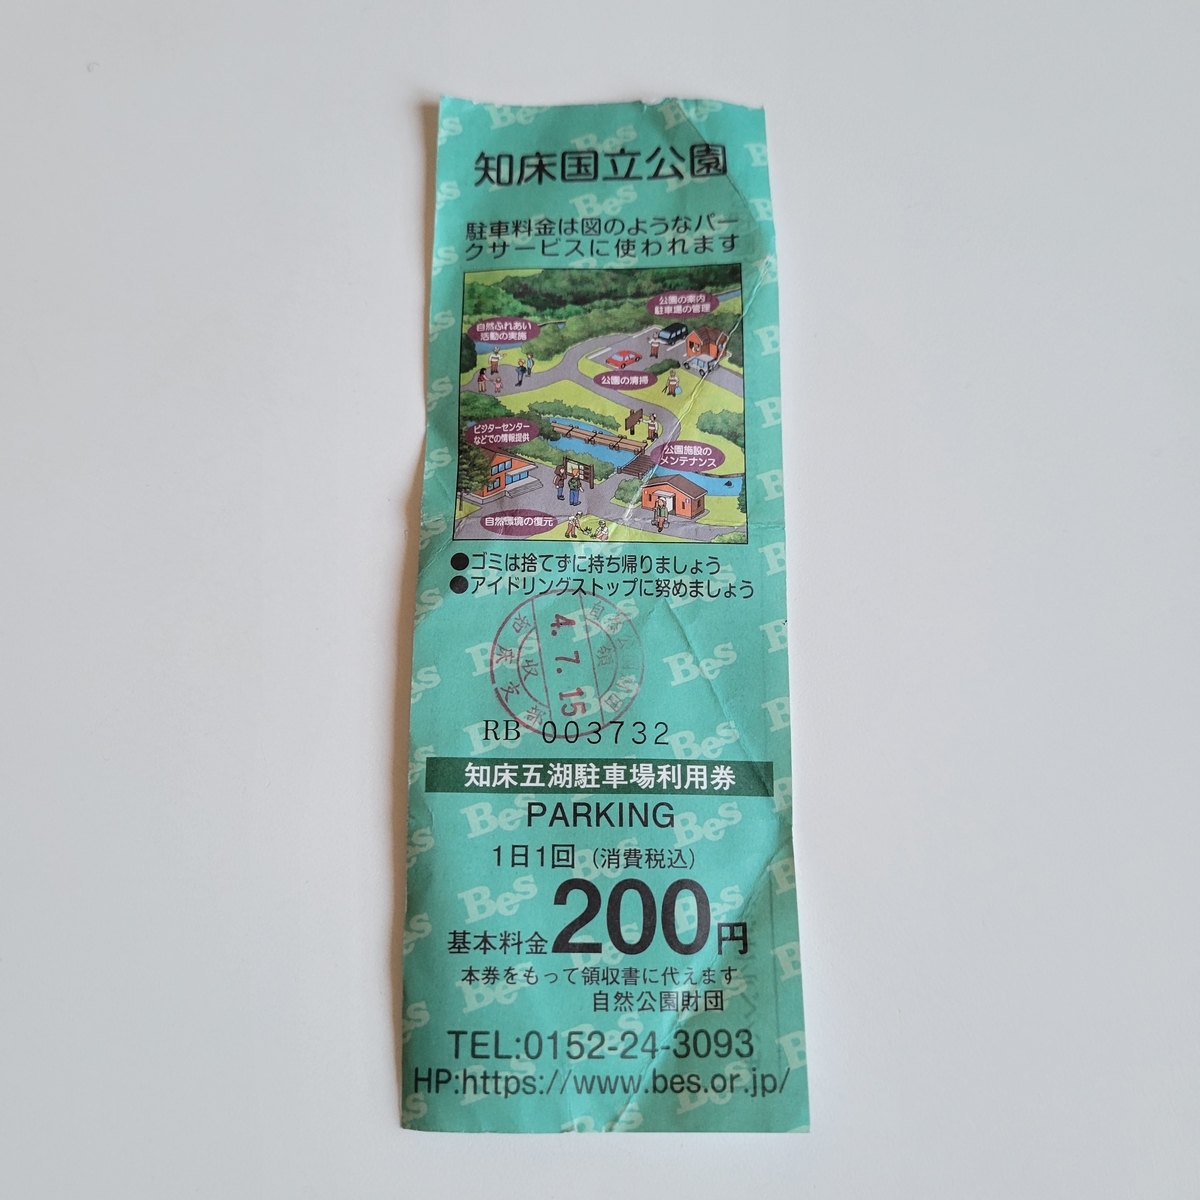 知床国立公園
駐車料金は図のようなパー
クサービスに使われます
公園の案内
駐車場の管理
自然ふれあい
活動の実施
公園の清掃
ビジターセンター
などでの情報提供
公園施設の
メンテナンス
自然環境の復元
●ゴミは捨てずに持ち帰りましょう
●アイドリングストップに努めましょう
4.7.15
RB 003732
知床五湖駐車場利用券
PARKING
1日1回（消費税込）
基本料金200円
本券をもって領収書に代えます
自然公園財団
TEL:0152-24-3093
HP:https://www.bes.or.jp/
Bes